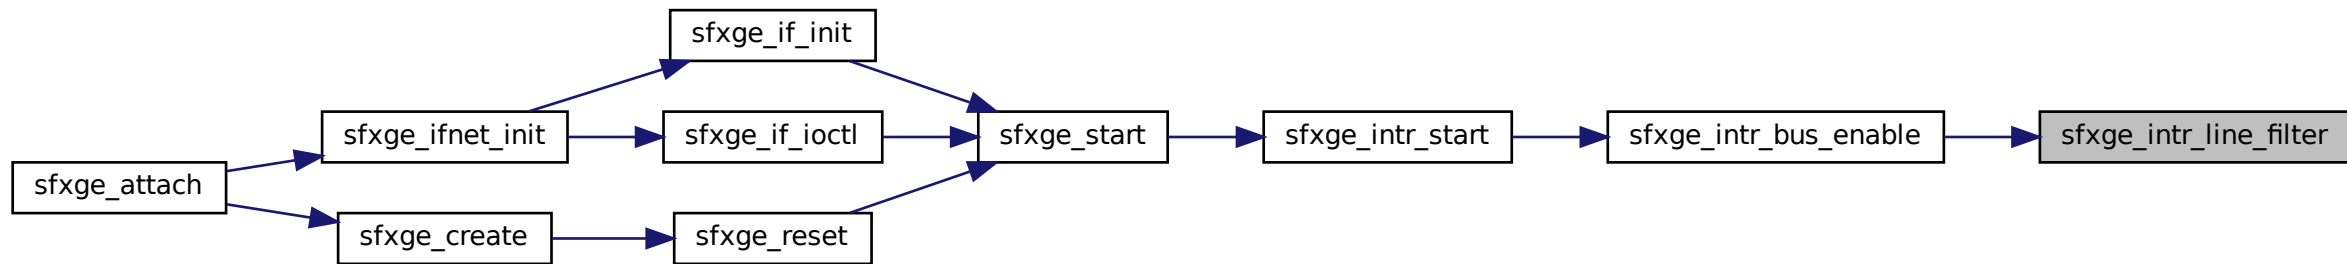 sfxge_if_init
sfxge_ifnet_init
sfxge_if_ioctl
sfxge_start
sfxge_intr_start
sfxge_intr_bus_enable
sfxge_intr_line_filter
sfxge_attach
sfxge_create
sfxge_reset